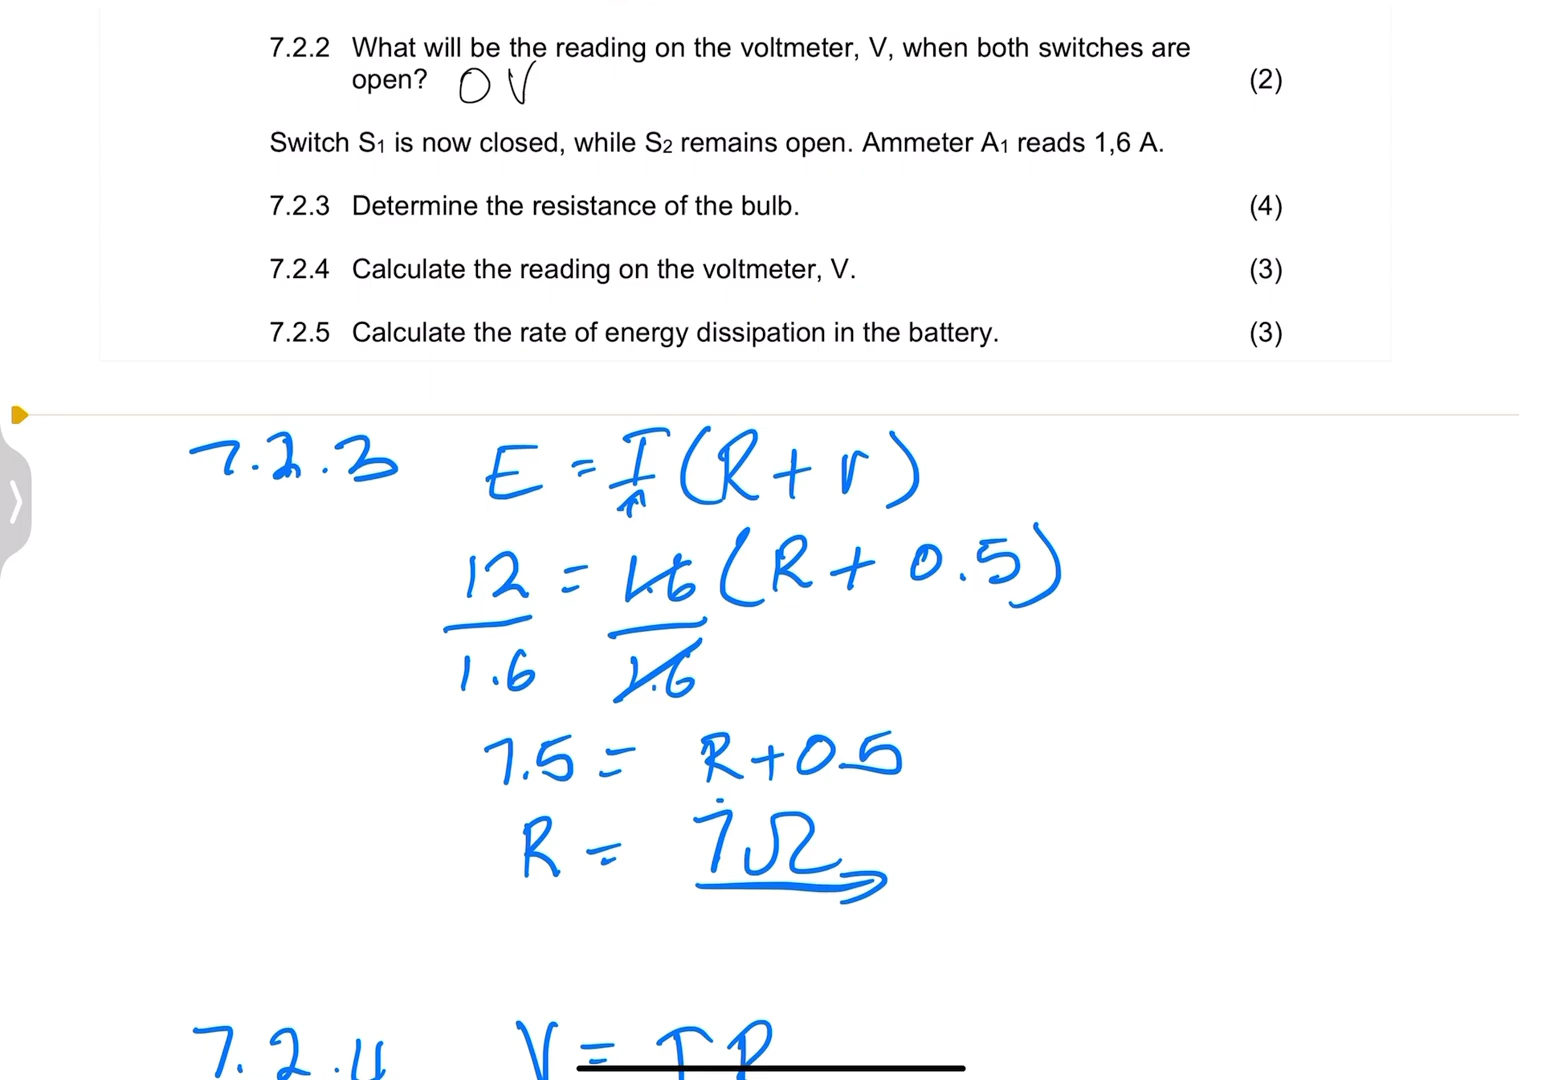 7.2.2 What will be the reading on the voltmeter, V, when both switches are
open? 0 V (2)
Switch S1 is now closed, while S2 remains open. Ammeter A1 reads 1,6 A.
7.2.3 Determine the resistance of the bulb. (4)
7.2.4 Calculate the reading on the voltmeter, V. (3)
7.2.5 Calculate the rate of energy dissipation in the battery. (3)
7.2.3 E = I(R+r)
12 = 1.6(R + 0.5)
1.6 1.6
7.5 = R+0.5
R = 7Ω
7.2.4 V = IR